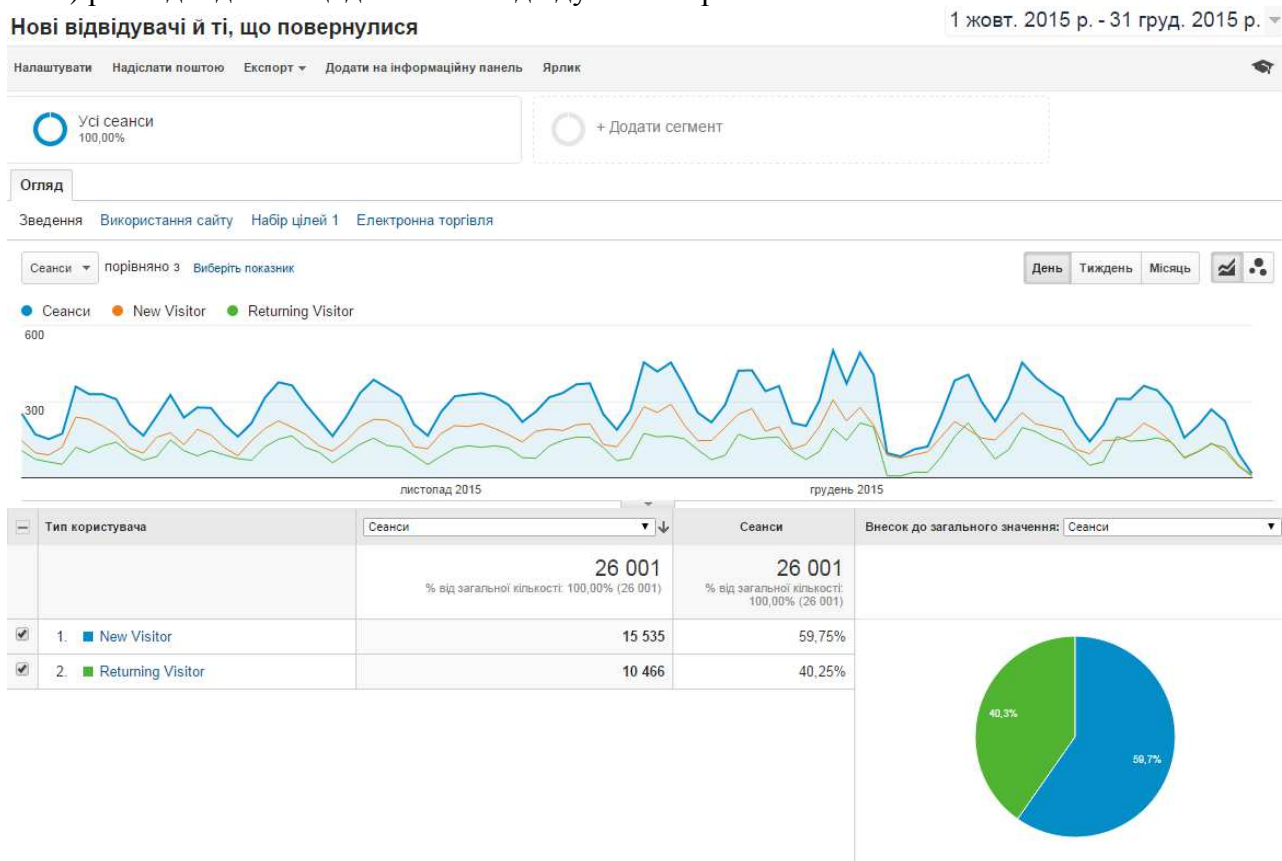 Нові відвідувачі й ті, що повернулися
1 жовт. 2015 р. - 31 груд. 2015 р.
Налаштувати Надіслати поштою Експорт Додати на інформаційну панель Ярлик
Усі сеанси
100,00%
+ Додати сегмент
Огляд
Зведення Використання сайту Набір цілей 1 Електронна торгівля
Сеанси порівняно з Виберіть показник
День Тиждень Місяць
Сеанси New Visitor Returning Visitor
600
300
листопад 2015 грудень 2015
Тип користувача Сеанси Сеанси Внесок до загального значення: Сеанси
26 001 26 001
% від загальної кількості: 100,00% (26 001) % від загальної кількості:
100,00% (26 001)
1. New Visitor 15 535 59,75%
2. Returning Visitor 10 466 40,25%
40,3%
59,7%